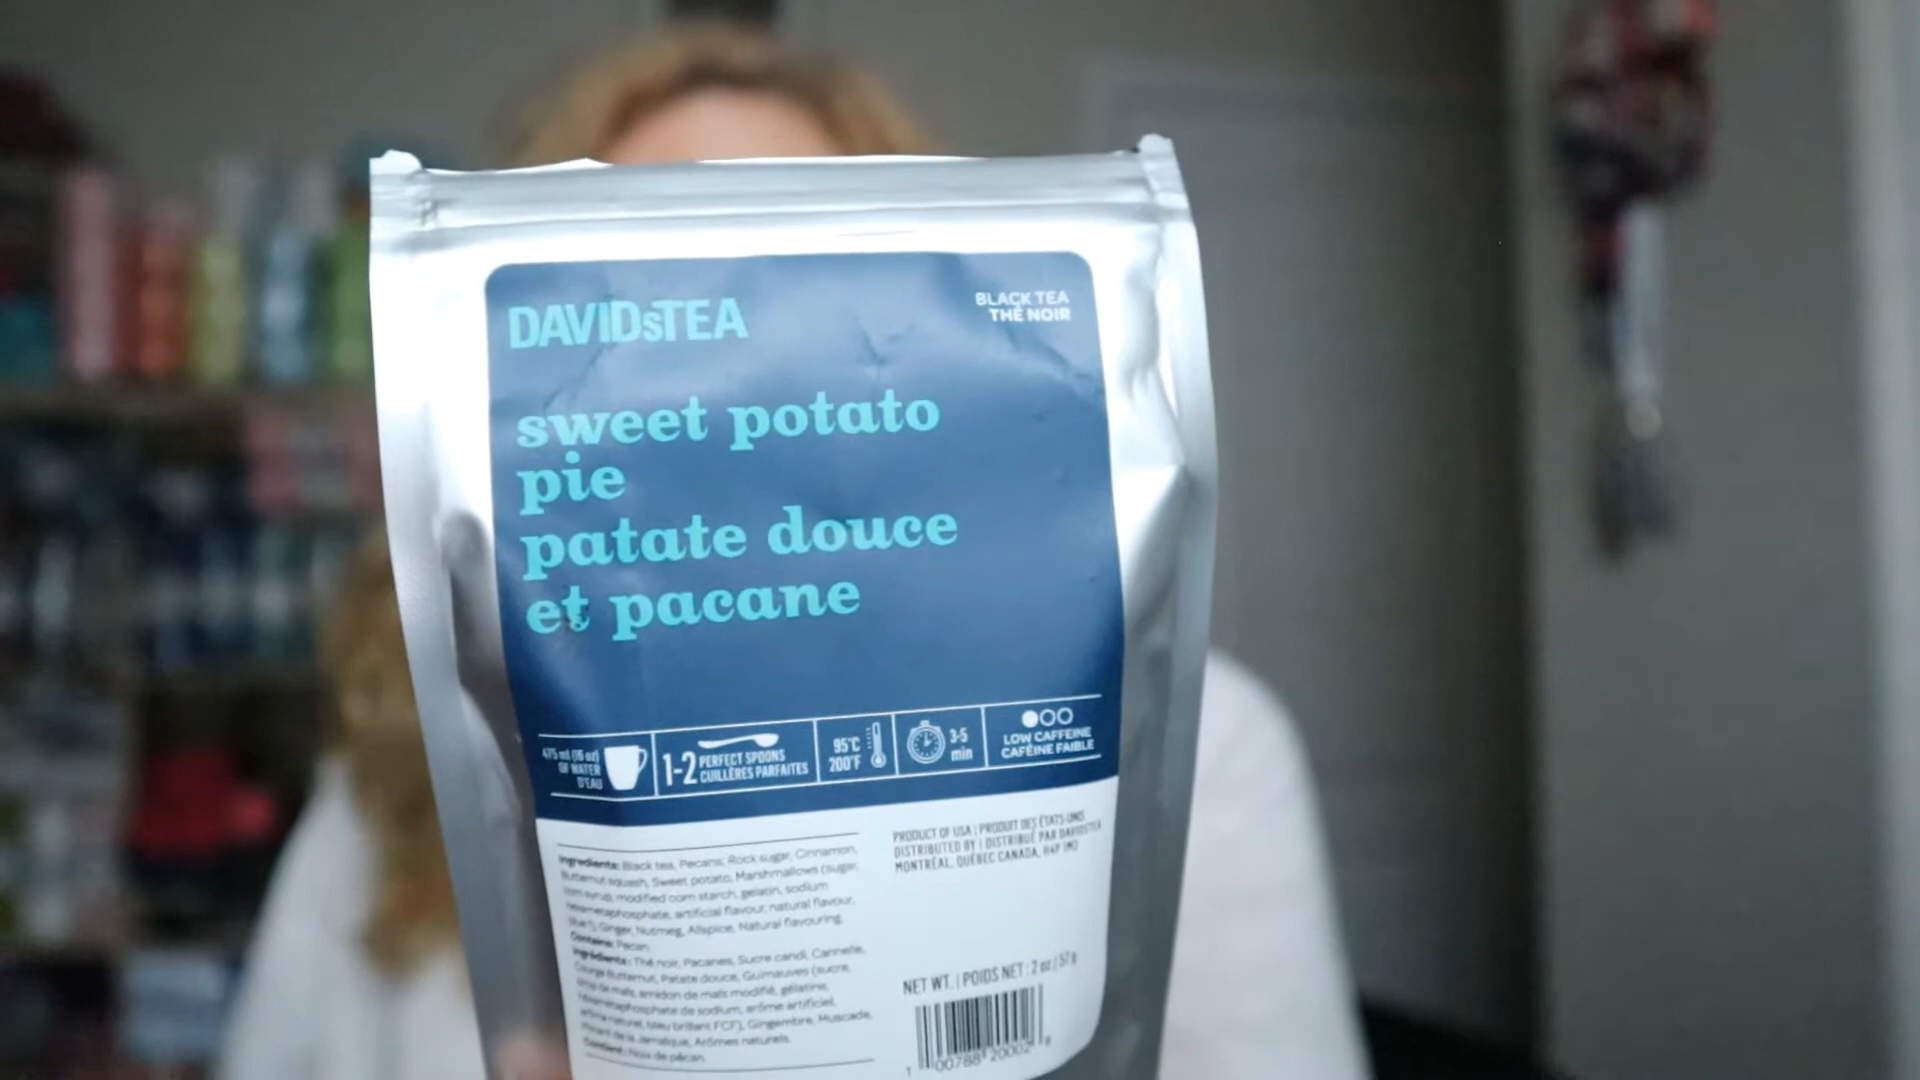 DAVIDsTEA
BLACK TEA
THÉ NOIR
sweet potato
pie
patate douce
et pacane
475 ml (16 oz)
OF WATER
D'EAU
1-2 PERFECT SPOONS
CUILLÈRES PARFAITES
95°C
200°F
3-5
min
LOW CAFFEINE
CAFÉINE FAIBLE
Ingredients: Black tea, Pecans, Rock sugar, Cinnamon,
Butternut squash, Sweet potato, Marshmallows (sugar,
corn syrup, modified corn starch, gelatin, sodium
hexametaphosphate, artificial flavour, natural flavour,
blue 1), Ginger, Nutmeg, Allspice, Natural flavouring.
Contains: Pecan.
Ingrédients: Thé noir, Pacanes, Sucre candi, Cannelle,
Courge Butternut, Patate douce, Guimauves (sucre,
sirop de maïs, amidon de maïs modifié, gélatine,
hexamétaphosphate de sodium, arôme artificiel,
arôme naturel, bleu brillant FCF), Gingembre, Muscade,
Piment de la Jamaïque, Arômes naturels.
Contient: Noix de pécan.
PRODUCT OF USA | PRODUIT DES ÉTATS-UNIS
DISTRIBUTED BY | DISTRIBUÉ PAR DAVIDSTEA
MONTRÉAL, QUÉBEC CANADA, H4P 1M3
NET WT. | POIDS NET : 2 oz / 57 g
1 00788 20002 8